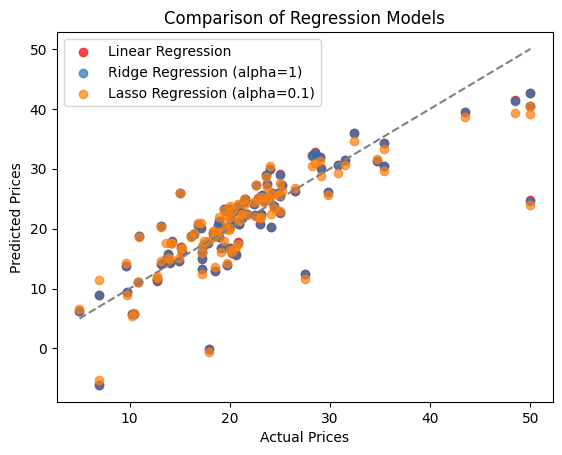 Comparison of Regression Models
Linear Regression
Ridge Regression (alpha=1)
Lasso Regression (alpha=0.1)
Predicted Prices
50
40
30
20
10
0
10
20
30
40
50
Actual Prices